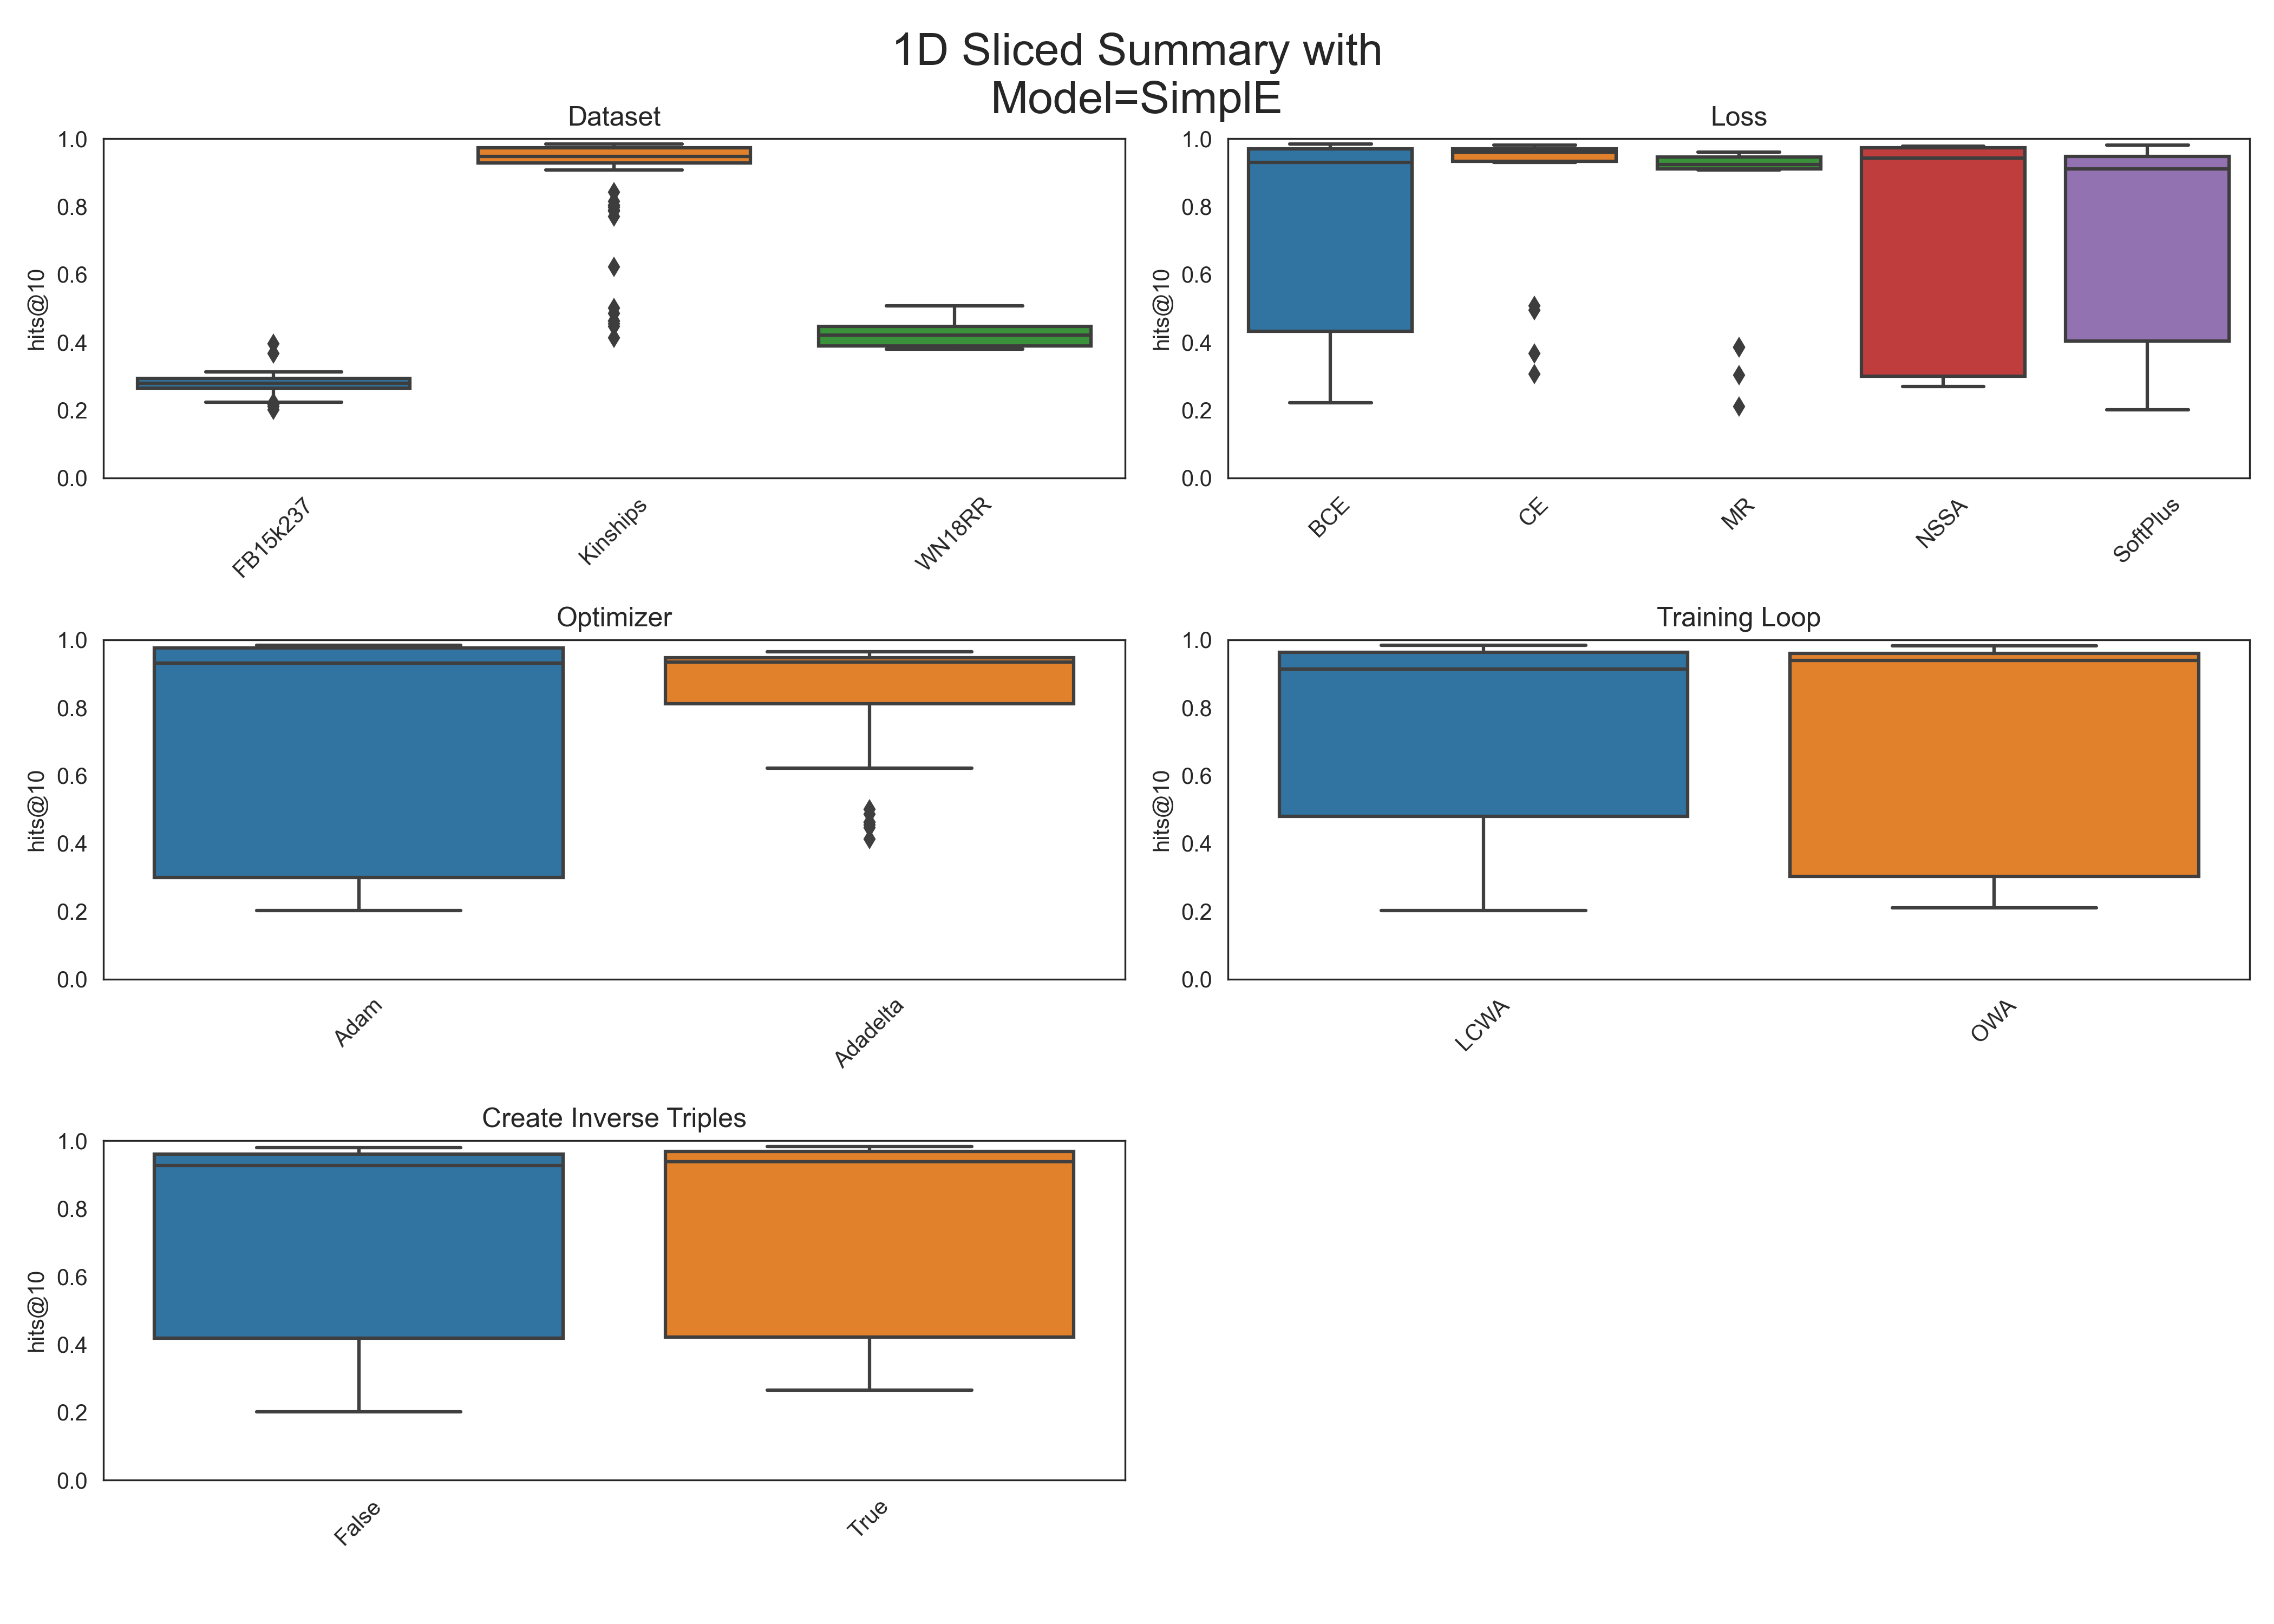 1D Sliced Summary with
Model=SimplE
Dataset
hits@10
1.0
0.8
0.6
0.4
0.2
0.0
FB15k237
Kinships
WN18RR
Loss
hits@10
1.0
0.8
0.6
0.4
0.2
0.0
BCE
CE
MR
NSSA
SoftPlus
Optimizer
hits@10
1.0
0.8
0.6
0.4
0.2
0.0
Adam
Adadelta
Training Loop
hits@10
1.0
0.8
0.6
0.4
0.2
0.0
LCWA
OWA
Create Inverse Triples
hits@10
1.0
0.8
0.6
0.4
0.2
0.0
False
True